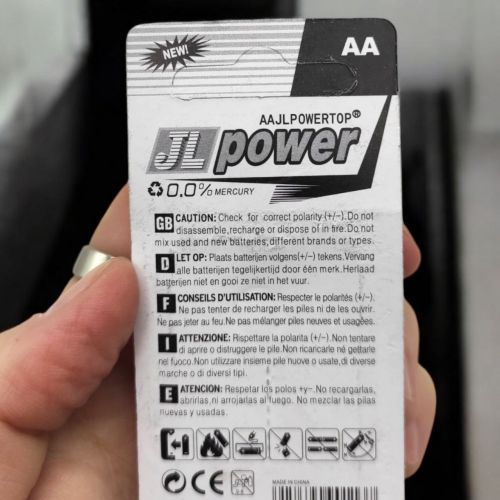 NEW!
AA
AAJLPOWERTOP®
JL power
0.0% MERCURY
GB CAUTION: Check for correct polarity (+/−). Do not
disassemble,recharge or dispose of in fire.Do not
mix used and new batteries,different brands or types.
D LET OP: Plaats batterijen volgens(+/−) tekens.Vervang
alle batterijen tegelijkertijd door één merk.Herlaad
batterijen niet en gooi ze niet in het vuur.
F CONSEILS D'UTILISATION: Respecter le polarités (+/−).
Ne pas tenter de recharger les piles ni de les ouvrir.
Ne pas jeter au feu.Ne pas mélanger piles neuves et usagées.
I ATTENZIONE: Rispettare la polarita (+/−). Non tentare
di aprire o distruggere le pile.Non ricaricarle né gettarle
nel fuoco.Non utilizzare insieme pile nuove o usate,di diverse
marche o di diversi tipi.
E ATENCION: Respetar los polos +y−.No recargarlas,
abrirlas,ni arrojarlas al fuego. No mezclar las pilas
nuevas y usadas.
CE
MADE IN CHINA